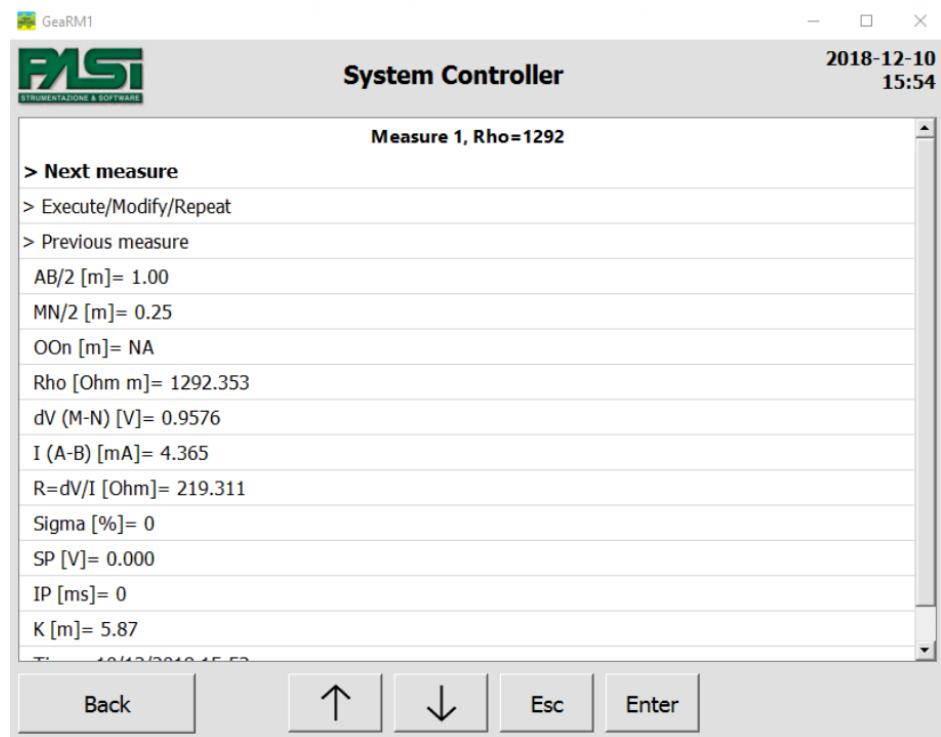 GeaRM1
PASI
STRUMENTAZIONE & SOFTWARE
System Controller
2018-12-10
15:54
Measure 1, Rho=1292
> Next measure
> Execute/Modify/Repeat
> Previous measure
AB/2 [m]= 1.00
MN/2 [m]= 0.25
OOn [m]= NA
Rho [Ohm m]= 1292.353
dV (M-N) [V]= 0.9576
I (A-B) [mA]= 4.365
R=dV/I [Ohm]= 219.311
Sigma [%]= 0
SP [V]= 0.000
IP [ms]= 0
K [m]= 5.87
Back
Esc
Enter